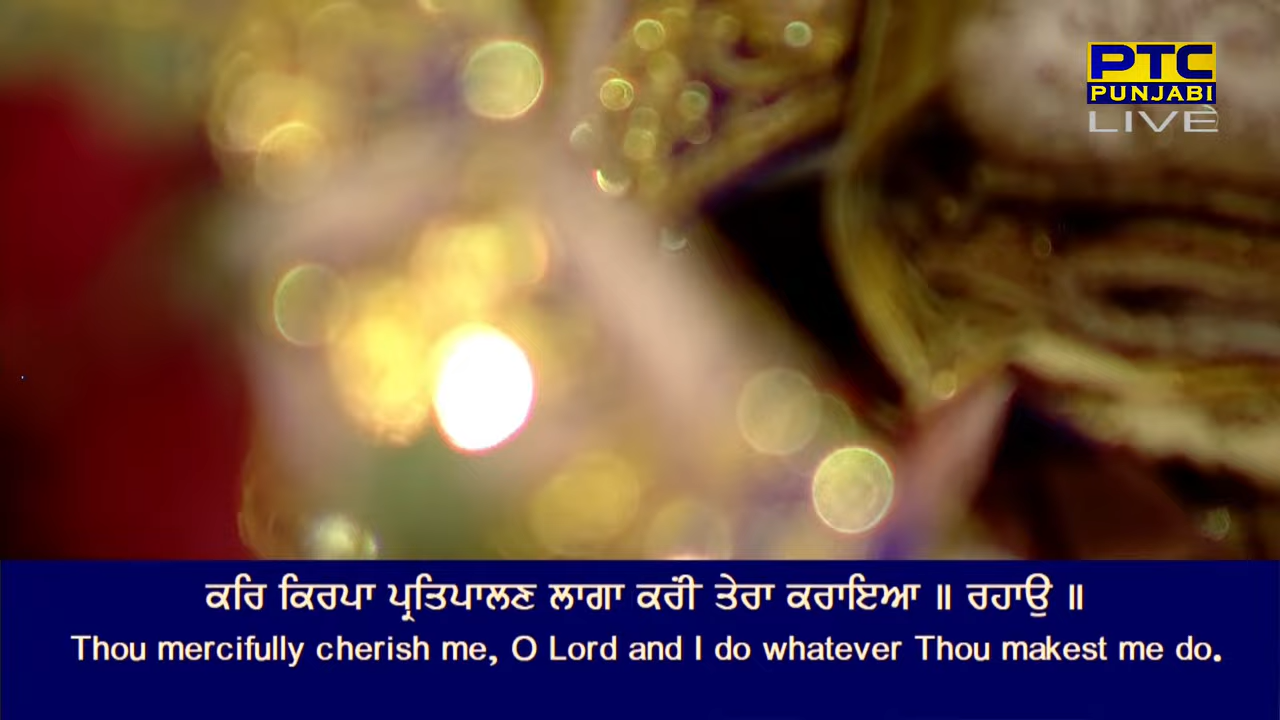 PTC
PUNJABI
LIVE
ਕਰਿ ਕਿਰਪਾ ਪ੍ਰਤਿਪਾਲਣ ਲਾਗਾ ਕਰੀਂ ਤੇਰਾ ਕਰਾਇਆ ॥ ਰਹਾਉ ॥
Thou mercifully cherish me, O Lord and I do whatever Thou makest me do.